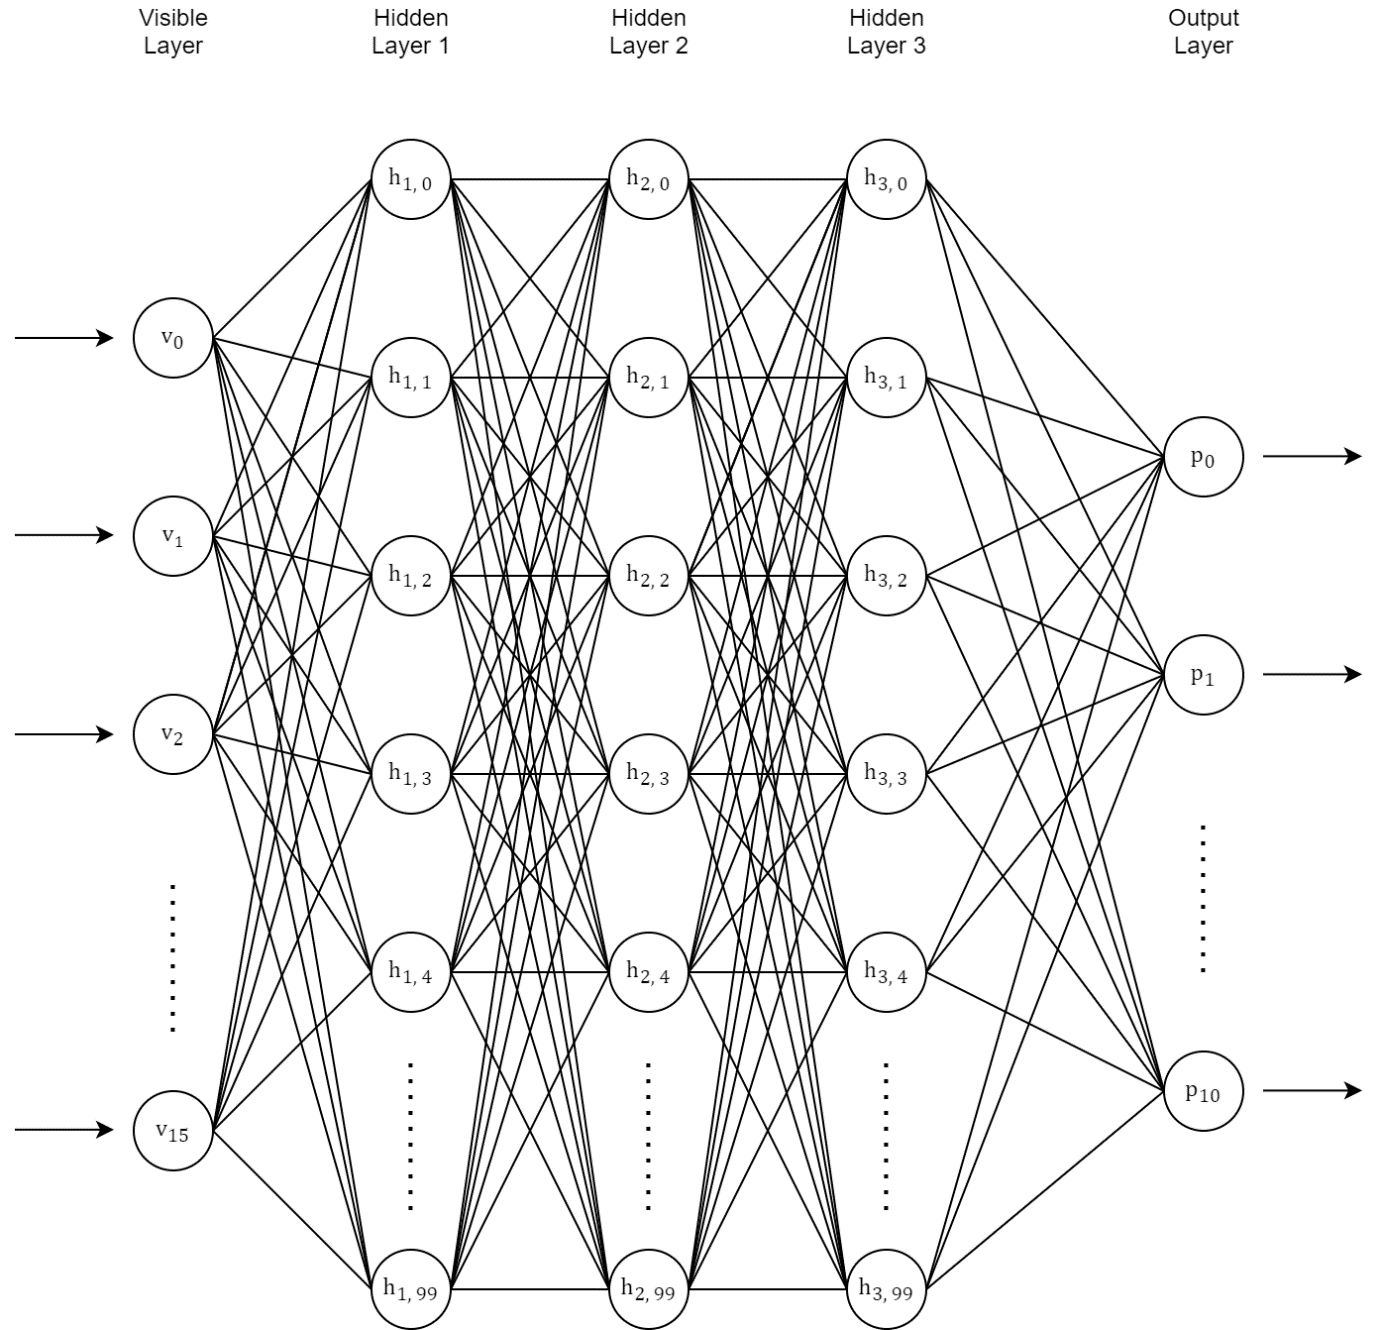 Visible
Layer
Hidden
Layer 1
Hidden
Layer 2
Hidden
Layer 3
Output
Layer
v0
v1
v2
v15
h1, 0
h1, 1
h1, 2
h1, 3
h1, 4
h1, 99
h2, 0
h2, 1
h2, 2
h2, 3
h2, 4
h2, 99
h3, 0
h3, 1
h3, 2
h3, 3
h3, 4
h3, 99
p0
p1
p10